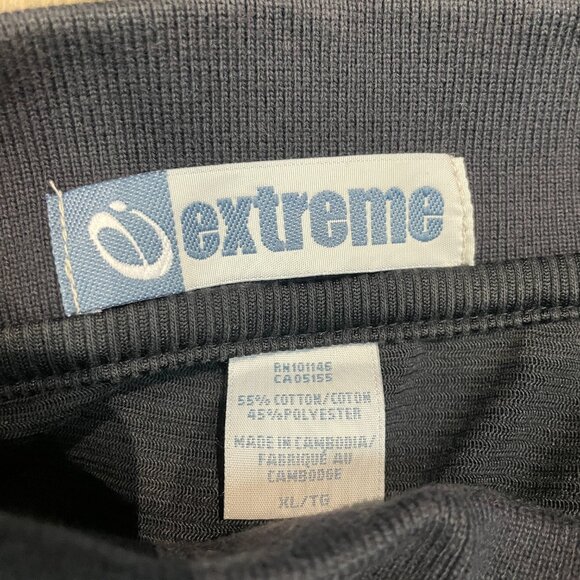 extreme
RN101146
CA05155
55% COTTON/COTON
45% POLYESTER
MADE IN CAMBODIA/
FABRIQUÉ AU
CAMBODGE
XL/TG